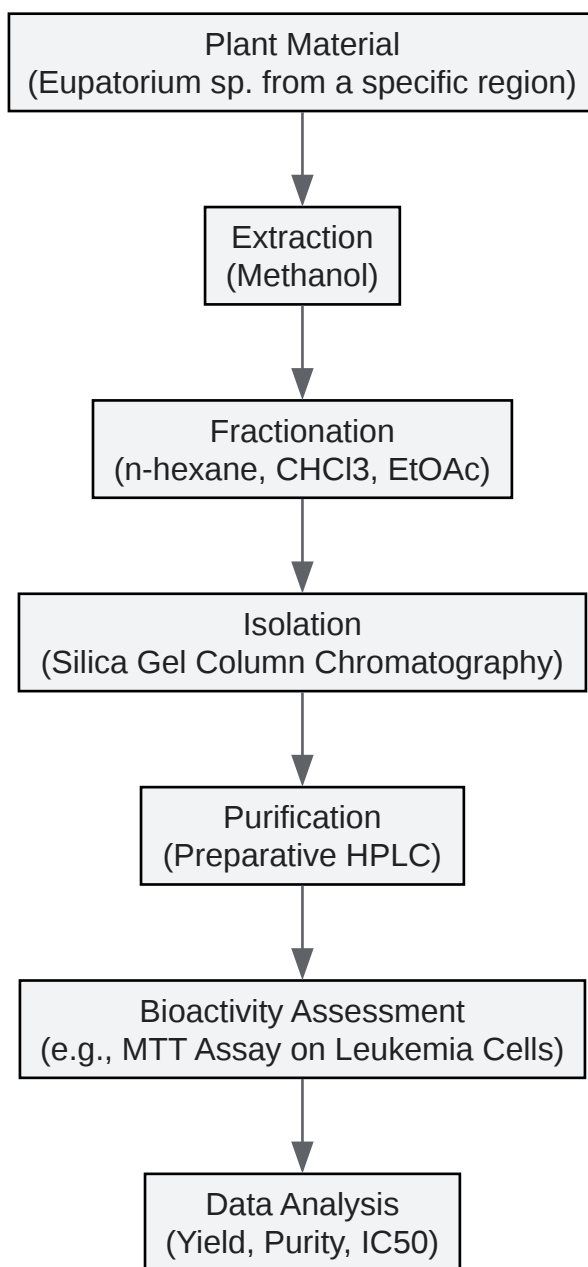 Plant Material
(Eupatorium sp. from a specific region)
Extraction
(Methanol)
Fractionation
(n-hexane, CHCl3, EtOAc)
Isolation
(Silica Gel Column Chromatography)
Purification
(Preparative HPLC)
Bioactivity Assessment
(e.g., MTT Assay on Leukemia Cells)
Data Analysis
(Yield, Purity, IC50)